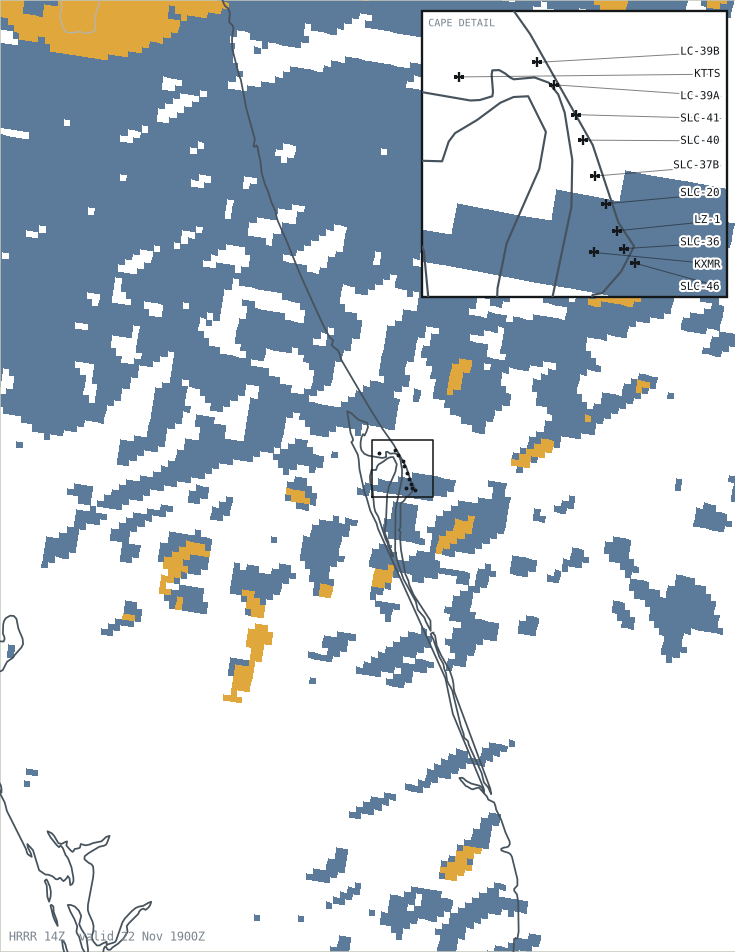 CAPE DETAIL
LC-39B
KTTS
LC-39A
SLC-41
SLC-40
SLC-37B
SLC-20
LZ-1
SLC-36
KXMR
SLC-46
HRRR 14Z valid 22 Nov 1900Z